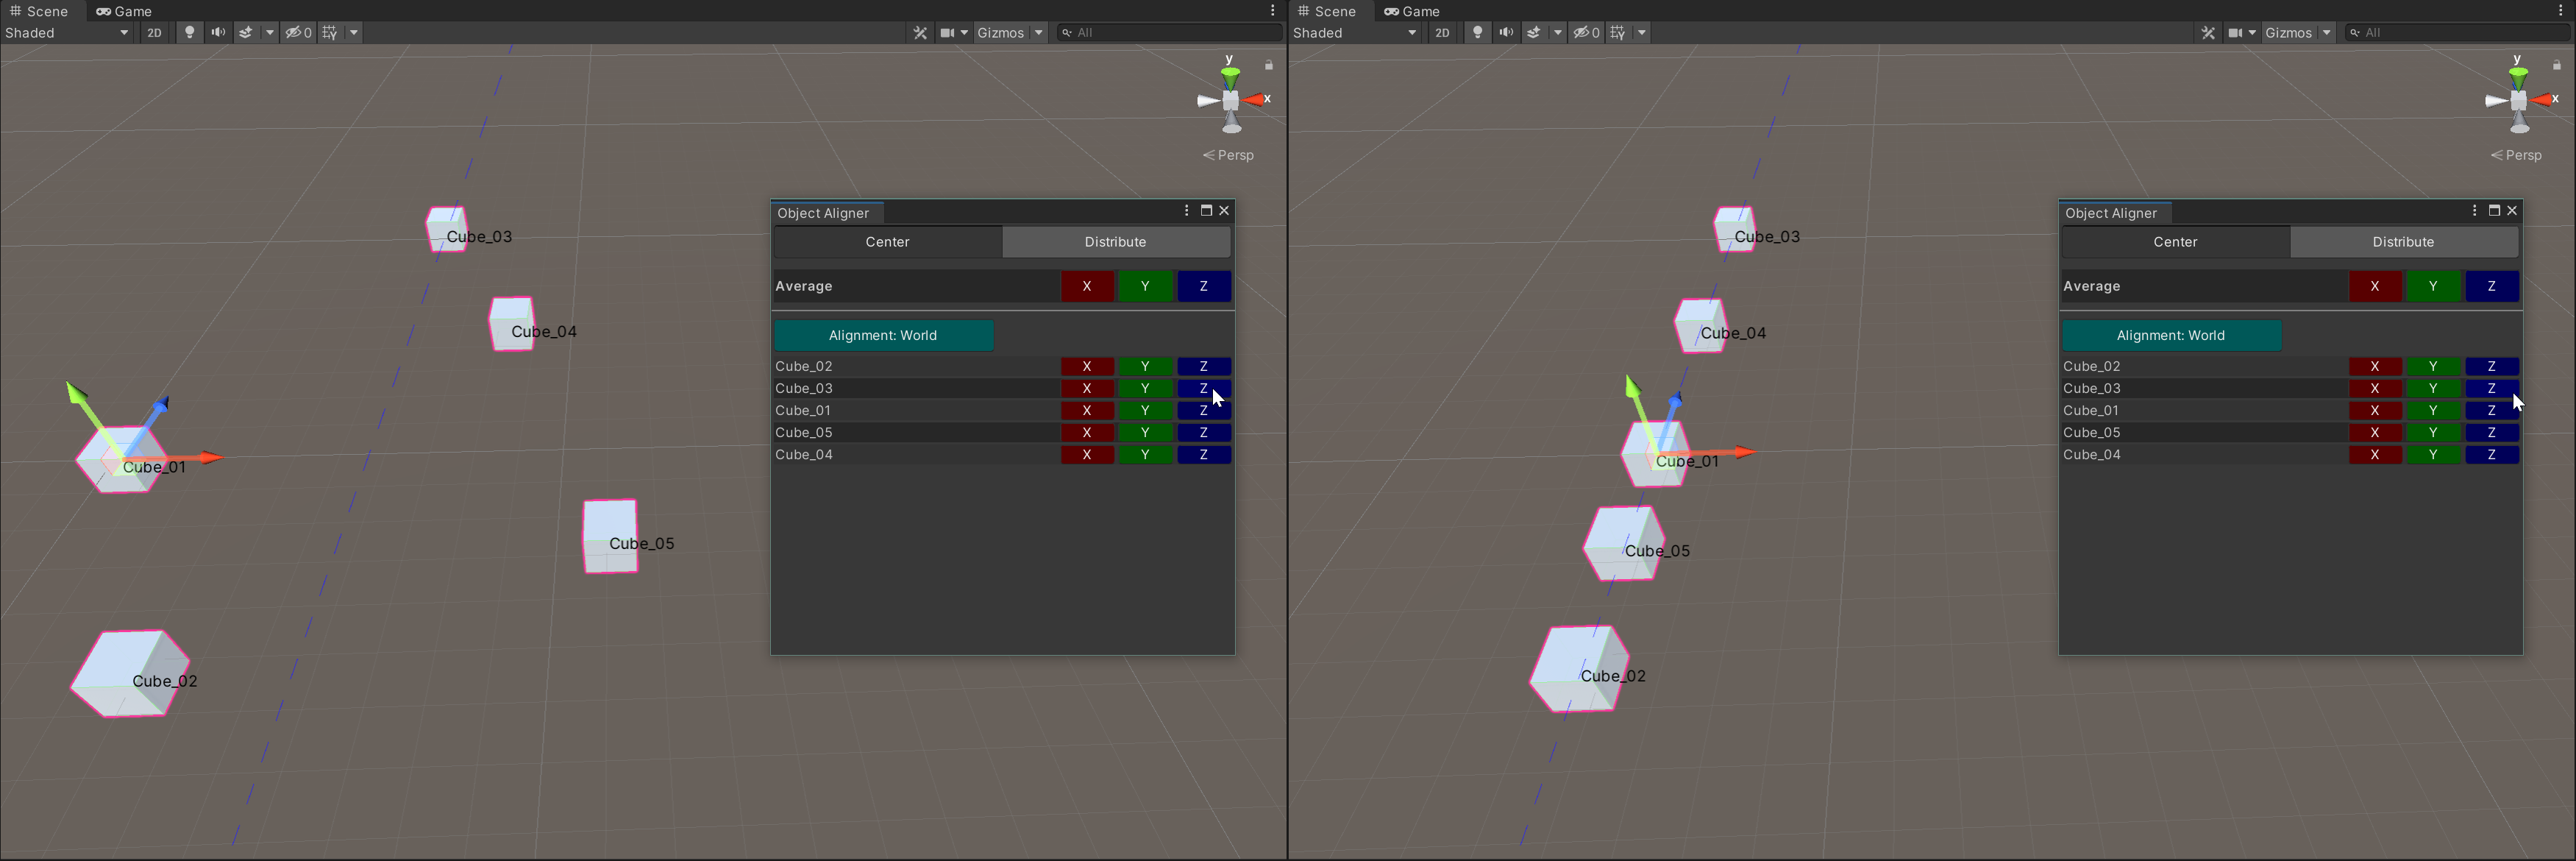 Scene Game
Shaded 2D 0 Gizmos All
y
x
Persp
Cube_03
Cube_04
Cube_01
Cube_05
Cube_02
Object Aligner
Center Distribute
Average X Y Z
Alignment: World
Cube_02 X Y Z
Cube_03 X Y Z
Cube_01 X Y Z
Cube_05 X Y Z
Cube_04 X Y Z
Scene Game
Shaded 2D 0 Gizmos All
y
x
Persp
Cube_03
Cube_04
Cube_01
Cube_05
Cube_02
Object Aligner
Center Distribute
Average X Y Z
Alignment: World
Cube_02 X Y Z
Cube_03 X Y Z
Cube_01 X Y Z
Cube_05 X Y Z
Cube_04 X Y Z